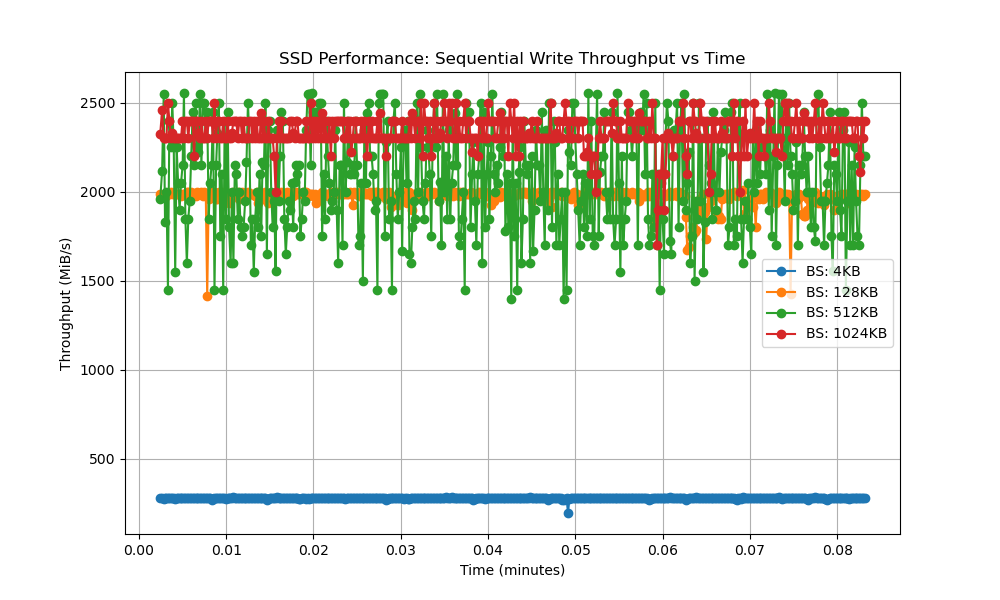 SSD Performance: Sequential Write Throughput vs Time
Throughput (MiB/s)
2500
2000
1500
1000
500
BS: 4KB
BS: 128KB
BS: 512KB
BS: 1024KB
0.00 0.01 0.02 0.03 0.04 0.05 0.06 0.07 0.08
Time (minutes)